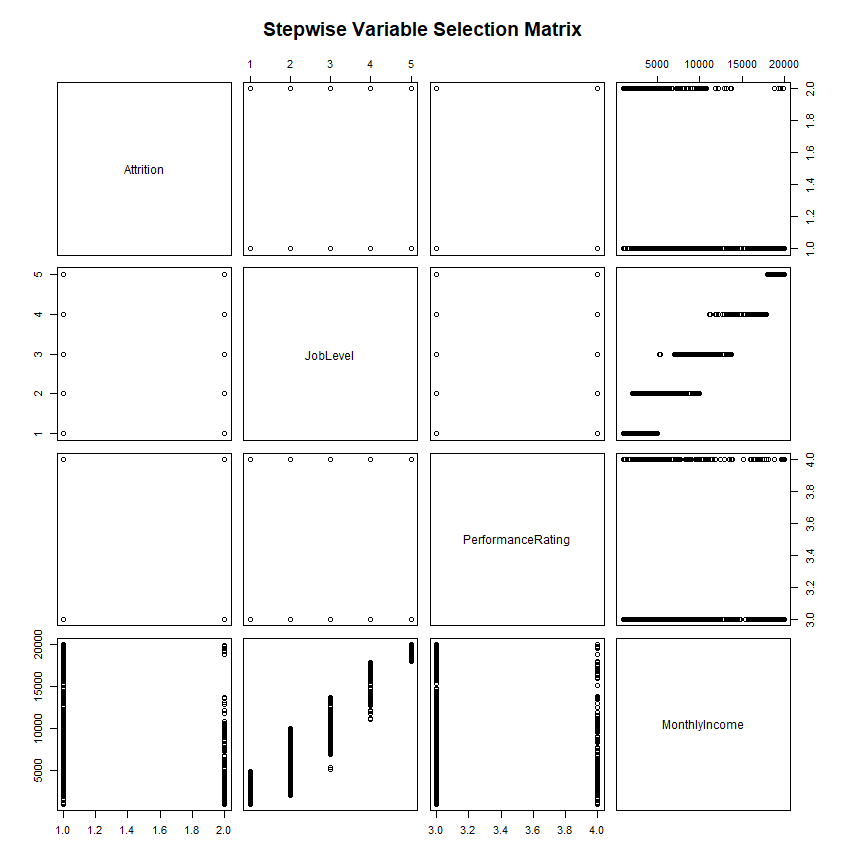 Stepwise Variable Selection Matrix
1 2 3 4 5
5000 10000 15000 20000
Attrition
1.0 1.2 1.4 1.6 1.8 2.0
1 2 3 4 5
JobLevel
PerformanceRating
3.0 3.2 3.4 3.6 3.8 4.0
5000 10000 15000 20000
MonthlyIncome
1.0 1.2 1.4 1.6 1.8 2.0
3.0 3.2 3.4 3.6 3.8 4.0